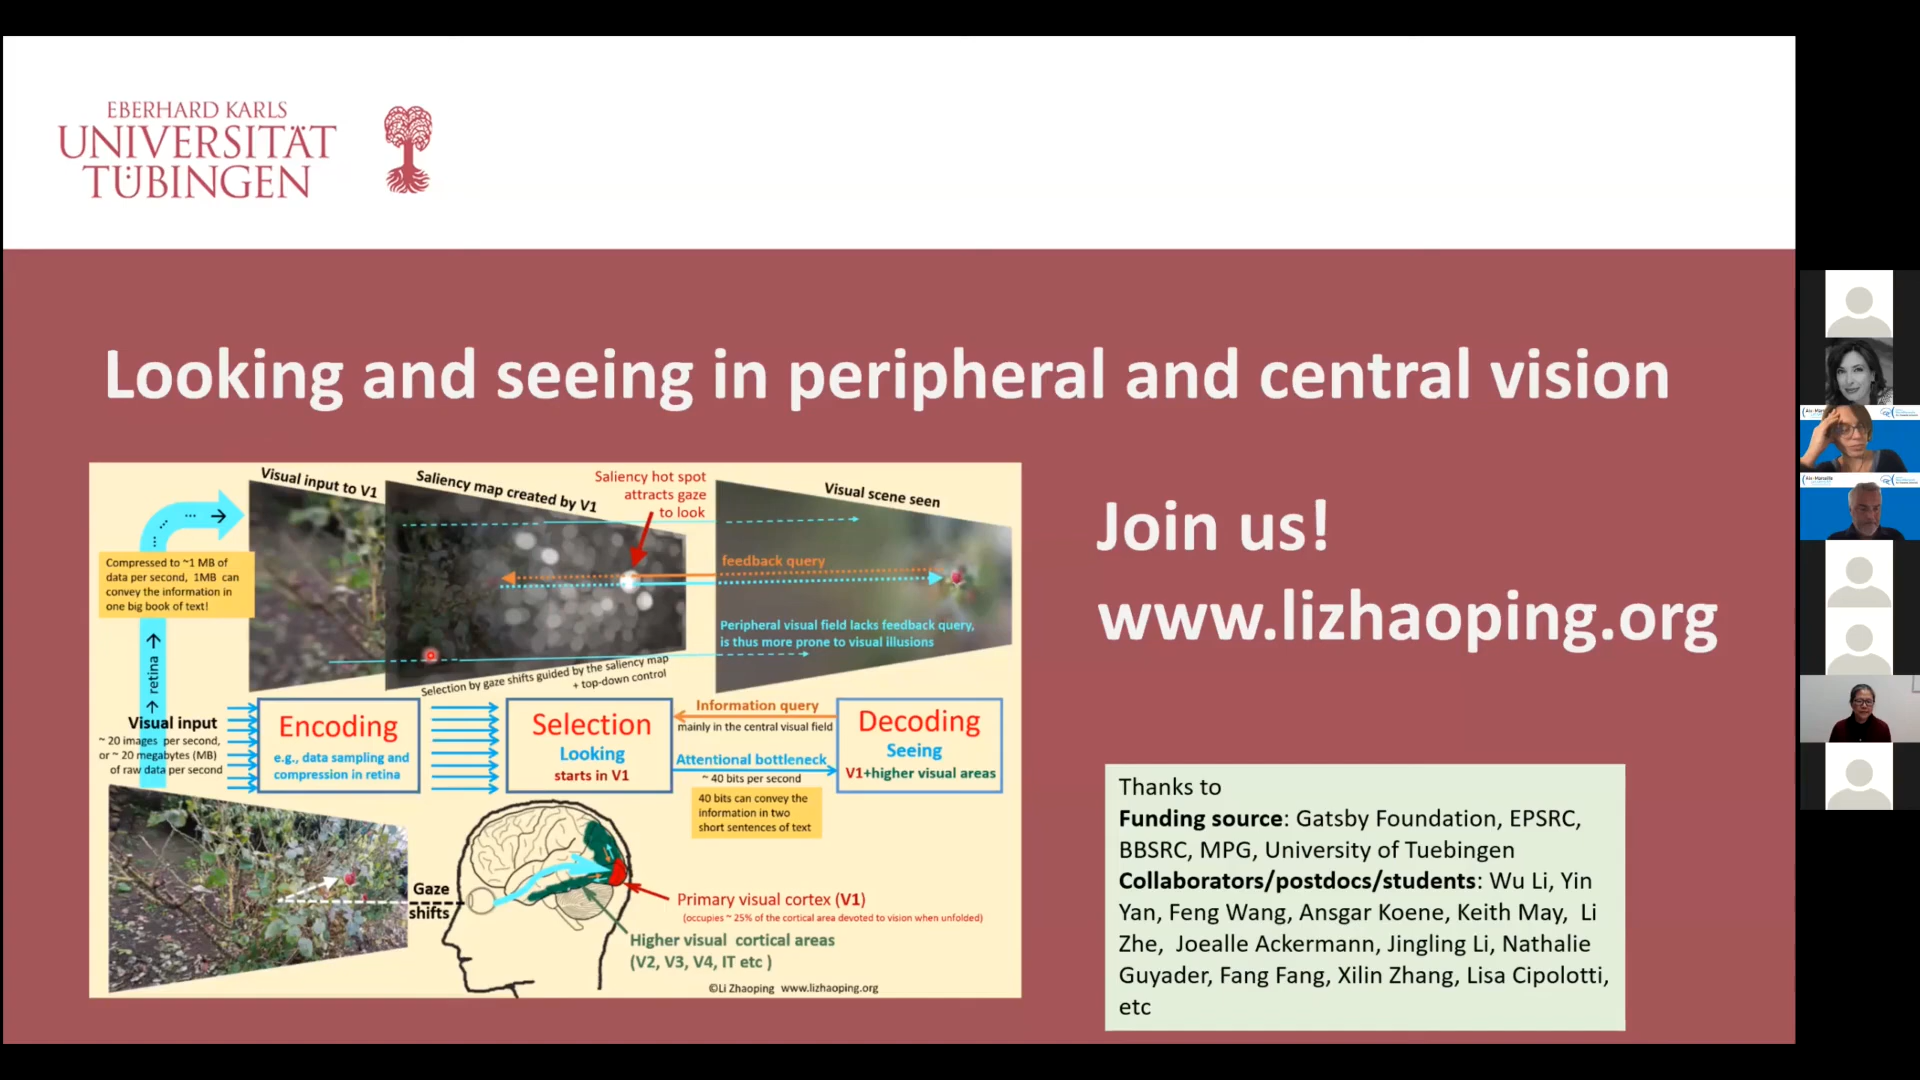 EBERHARD KARLS
UNIVERSITÄT
TÜBINGEN
Looking and seeing in peripheral and central vision
Visual input to V1
Saliency map created by V1
Saliency hot spot
attracts gaze
to look
Visual scene seen
Compressed to ~1 MB of
data per second, 1MB can
convey the information in
one big book of text!
feedback query
Peripheral visual field lacks feedback query,
is thus more prone to visual illusions
retina
Selection by gaze shifts guided by the saliency map
+ top-down control
Visual input
~ 20 images per second,
or ~ 20 megabytes (MB)
of raw data per second
Encoding
e.g., data sampling and
compression in retina
Selection
Looking
starts in V1
Information query
mainly in the central visual field
Attentional bottleneck
~ 40 bits per second
40 bits can convey the
information in two
short sentences of text
Decoding
Seeing
V1+higher visual areas
Gaze
shifts
Primary visual cortex (V1)
(occupies ~ 25% of the cortical area devoted to vision when unfolded)
Higher visual cortical areas
(V2, V3, V4, IT etc )
©Li Zhaoping www.lizhaoping.org
Join us!
www.lizhaoping.org
Thanks to
Funding source: Gatsby Foundation, EPSRC,
BBSRC, MPG, University of Tuebingen
Collaborators/postdocs/students: Wu Li, Yin
Yan, Feng Wang, Ansgar Koene, Keith May, Li
Zhe, Joealle Ackermann, Jingling Li, Nathalie
Guyader, Fang Fang, Xilin Zhang, Lisa Cipolotti,
etc